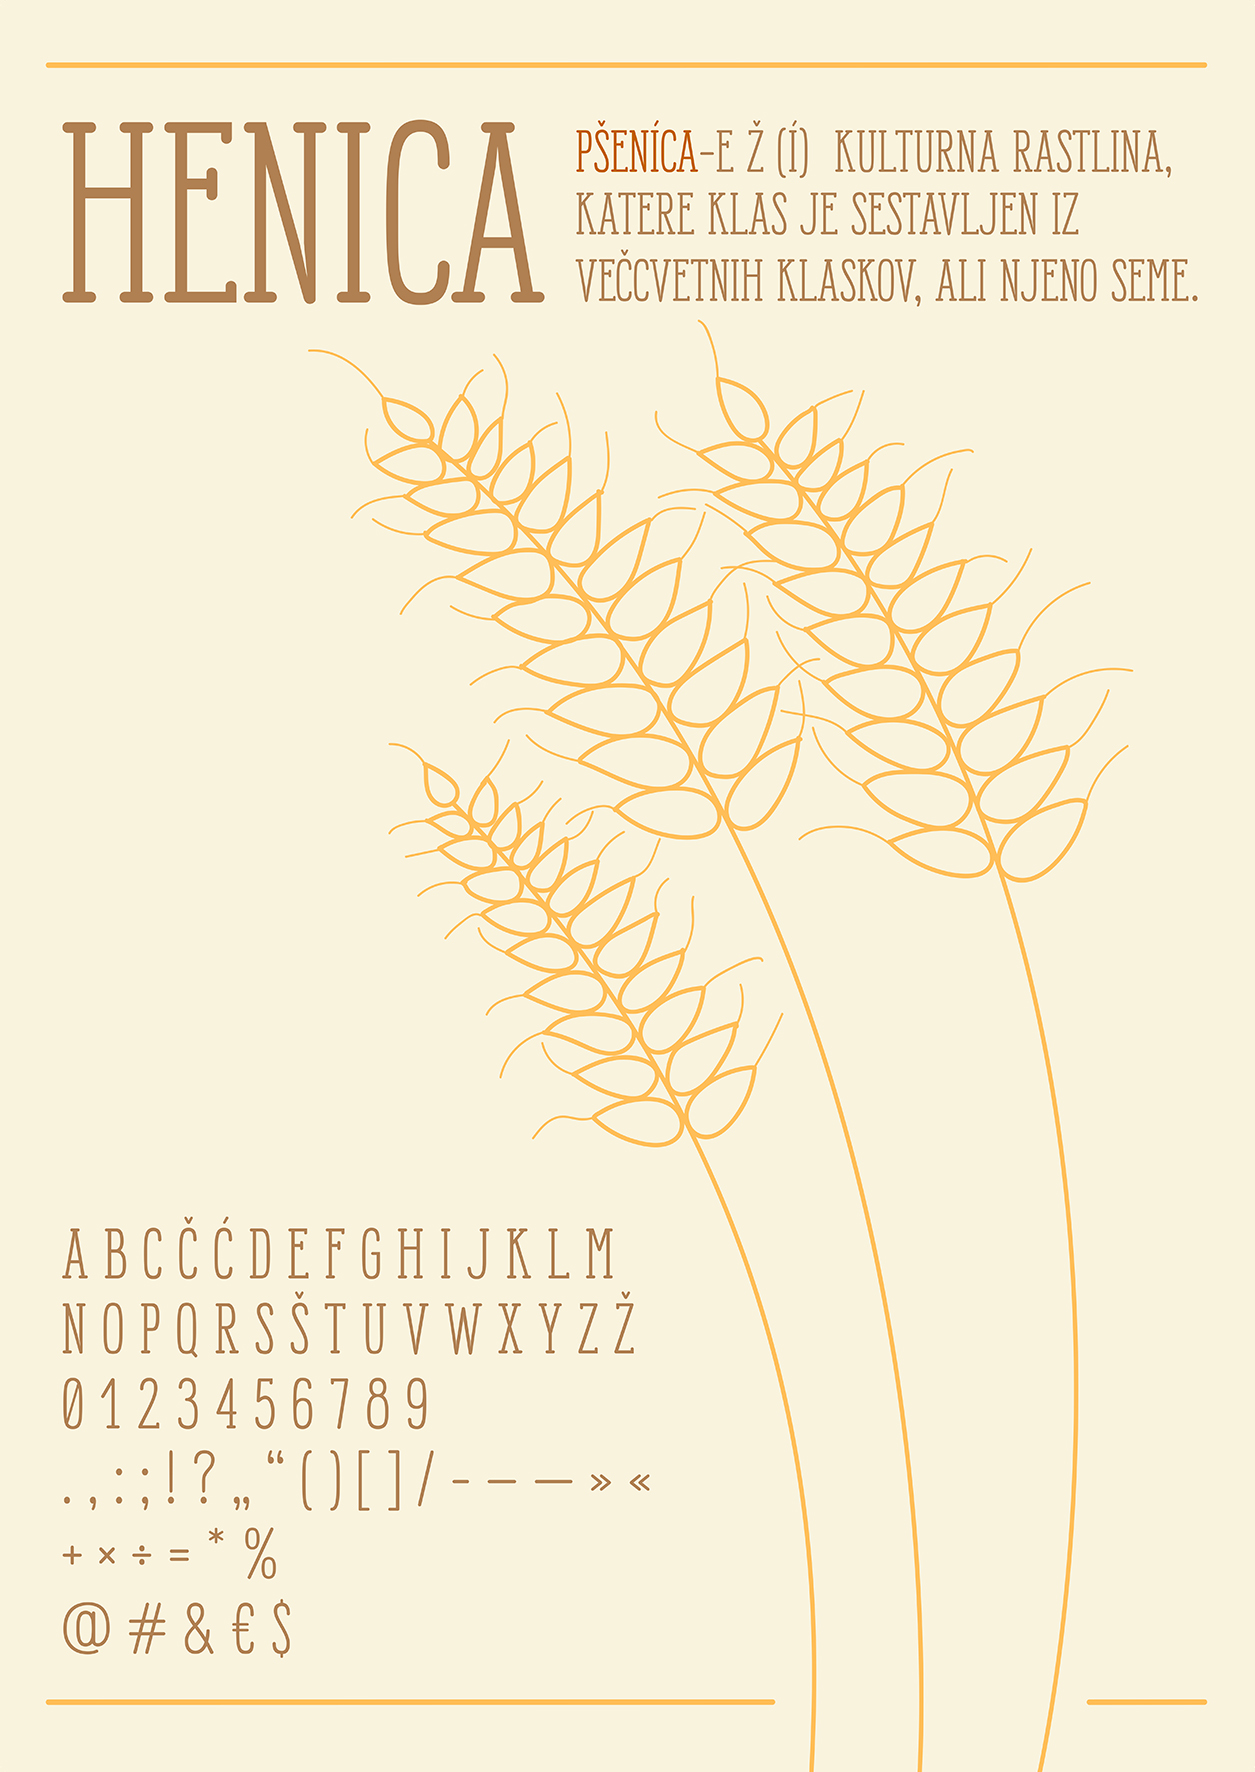 HENICA
PŠENÍCA-E Ž (Í) KULTURNA RASTLINA,
KATERE KLAS JE SESTAVLJEN IZ
VEČCVETNIH KLASKOV, ALI NJENO SEME.
A B C Č Ć D E F G H I J K L M
N O P Q R S Š T U V W X Y Z Ž
0 1 2 3 4 5 6 7 8 9
. , : ; ! ? „ “ ( ) [ ] / - – — » «
+ × ÷ = * %
@ # & € $